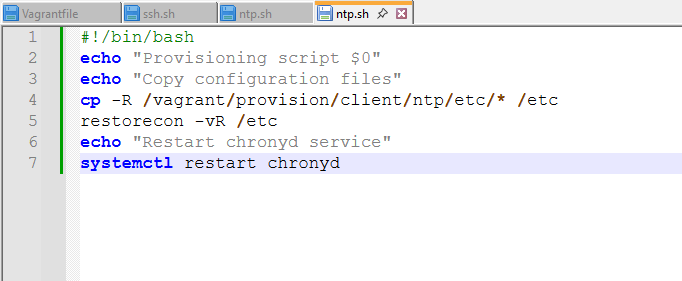 Vagrantfile ssh.sh ntp.sh ntp.sh
1 #!/bin/bash
2 echo "Provisioning script $0"
3 echo "Copy configuration files"
4 cp -R /vagrant/provision/client/ntp/etc/* /etc
5 restorecon -vR /etc
6 echo "Restart chronyd service"
7 systemctl restart chronyd